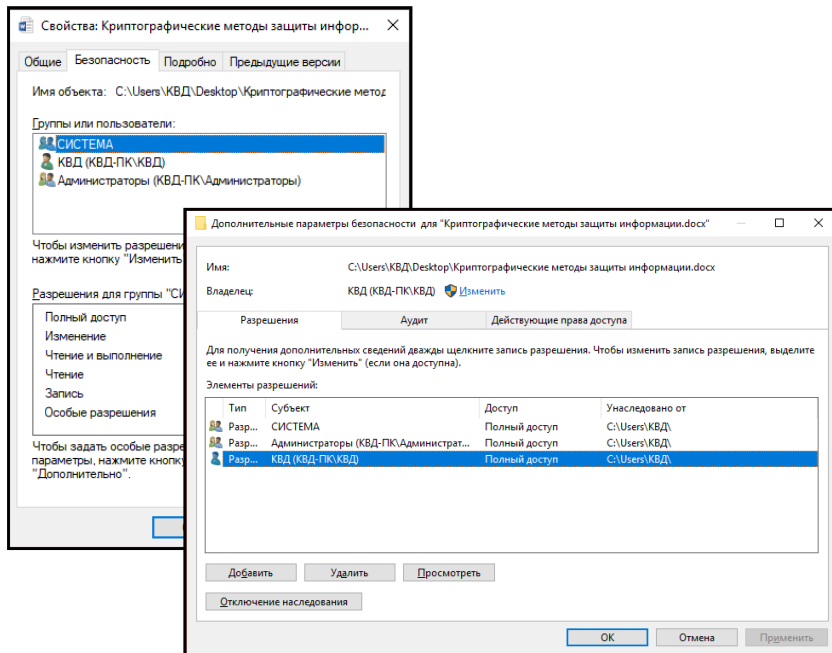 Свойства: Криптографические методы защиты инфор...
Общие Безопасность Подробно Предыдущие версии
Имя объекта: C:\Users\КВД\Desktop\Криптографические метод
Группы или пользователи:
СИСТЕМА
КВД (КВД-ПК\КВД)
Администраторы (КВД-ПК\Администраторы)
Чтобы изменить разрешени
нажмите кнопку "Изменить
Разрешения для группы "СИ
Полный доступ
Изменение
Чтение и выполнение
Чтение
Запись
Особые разрешения
Чтобы задать особые разре
параметры, нажмите кнопку
"Дополнительно".
Дополнительные параметры безопасности для "Криптографические методы защиты информации.docx"
Имя: C:\Users\КВД\Desktop\Криптографические методы защиты информации.docx
Владелец: КВД (КВД-ПК\КВД) Изменить
Разрешения Аудит Действующие права доступа
Для получения дополнительных сведений дважды щелкните запись разрешения. Чтобы изменить запись разрешения, выделите
ее и нажмите кнопку "Изменить" (если она доступна).
Элементы разрешений:
Тип Субъект Доступ Унаследовано от
Разр... СИСТЕМА Полный доступ C:\Users\КВД\
Разр... Администраторы (КВД-ПК\Администрат... Полный доступ C:\Users\КВД\
Разр... КВД (КВД-ПК\КВД) Полный доступ C:\Users\КВД\
Добавить Удалить Просмотреть
Отключение наследования
ОК Отмена Применить